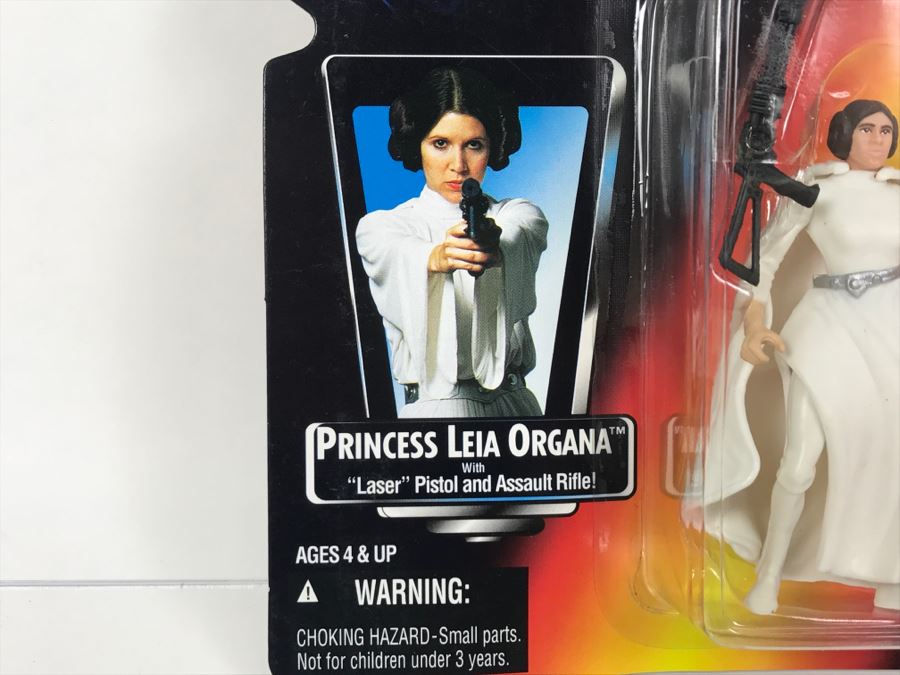 PRINCESS LEIA ORGANA™
With
"Laser" Pistol and Assault Rifle!
AGES 4 & UP
WARNING:
CHOKING HAZARD-Small parts.
Not for children under 3 years.